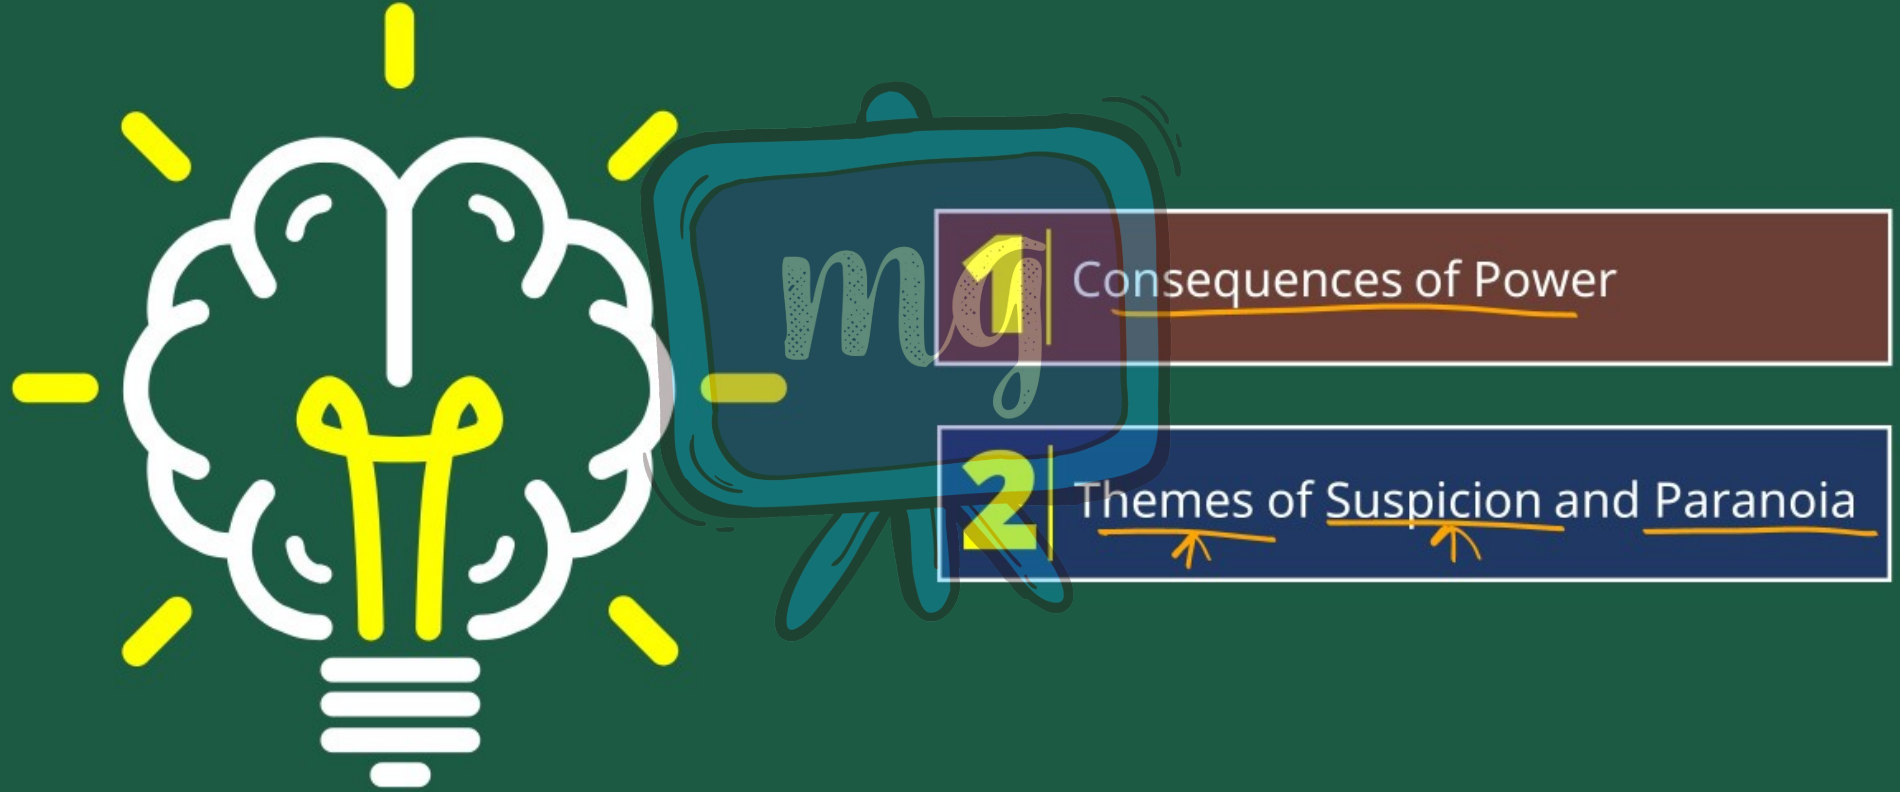 mg
1 Consequences of Power
2 Themes of Suspicion and Paranoia